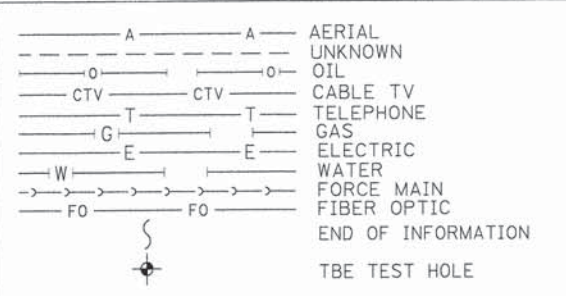 A A AERIAL
UNKNOWN
O O OIL
CTV CTV CABLE TV
T T TELEPHONE
G GAS
E E ELECTRIC
W WATER
FORCE MAIN
FO FO FIBER OPTIC
END OF INFORMATION
TBE TEST HOLE